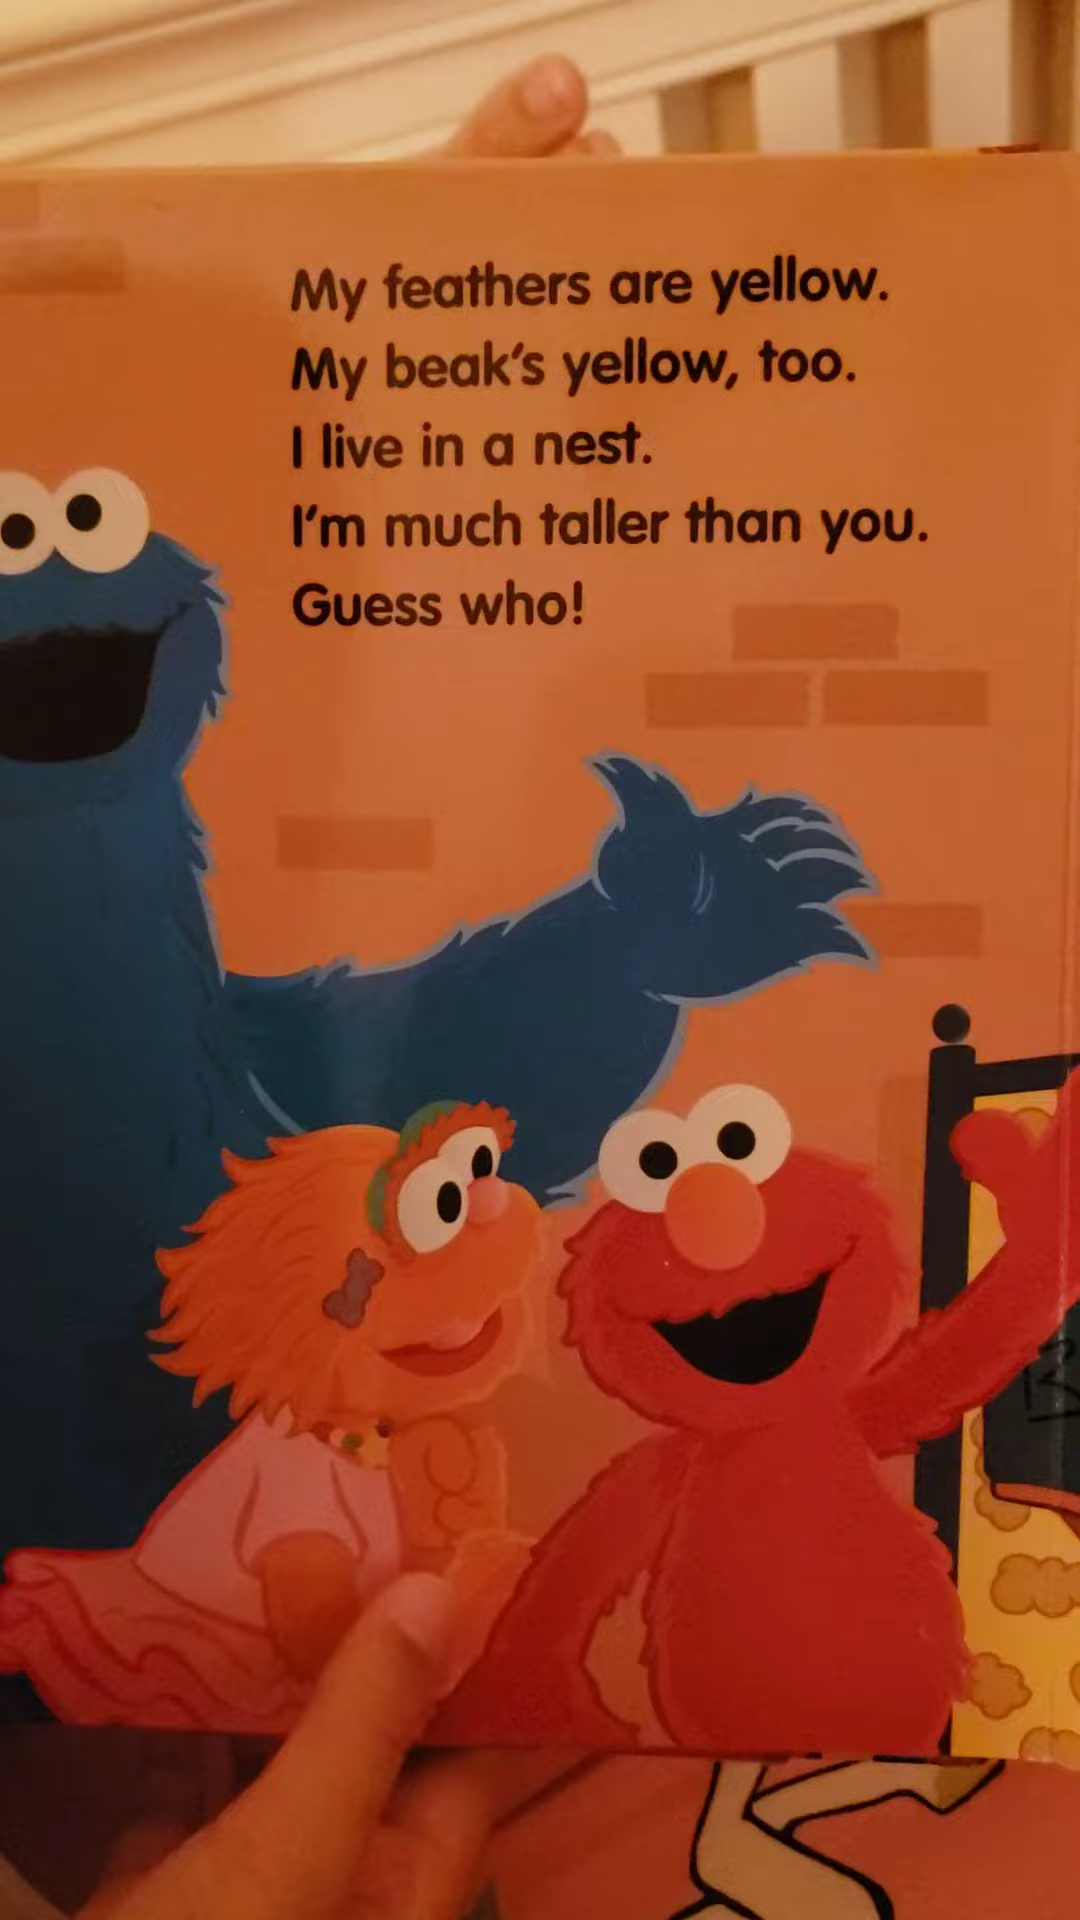 My feathers are yellow.
My beak's yellow, too.
I live in a nest.
I'm much taller than you.
Guess who!